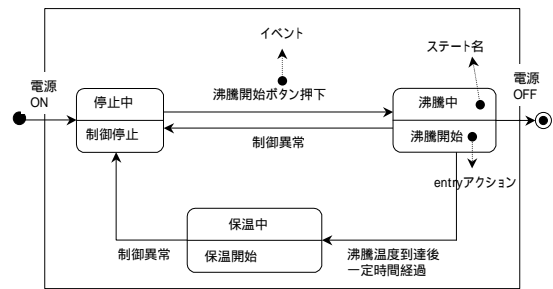 イベント
ステート名
電源
ON
停止中
制御停止
沸騰開始ボタン押下
制御異常
沸騰中
沸騰開始
電源
OFF
entryアクション
保温中
保温開始
制御異常
沸騰温度到達後
一定時間経過